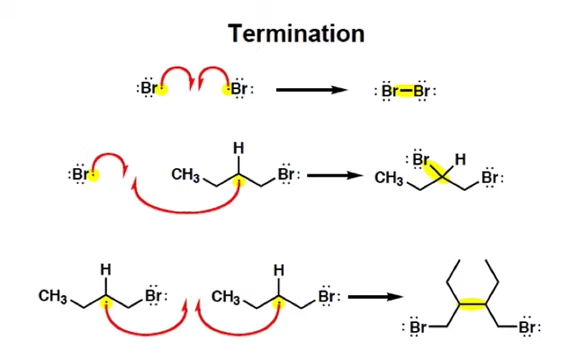 Termination
:Br· ·Br: → :Br—Br:
:Br· CH3 H Br: → :Br H CH3 Br:
CH3 H Br: CH3 H Br: → :Br Br: